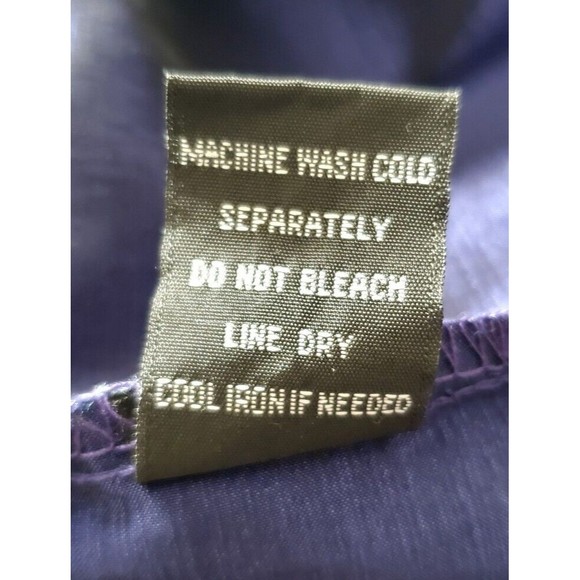 MACHINE WASH COLD
SEPARATELY
DO NOT BLEACH
LINE DRY
COOL IRON IF NEEDED